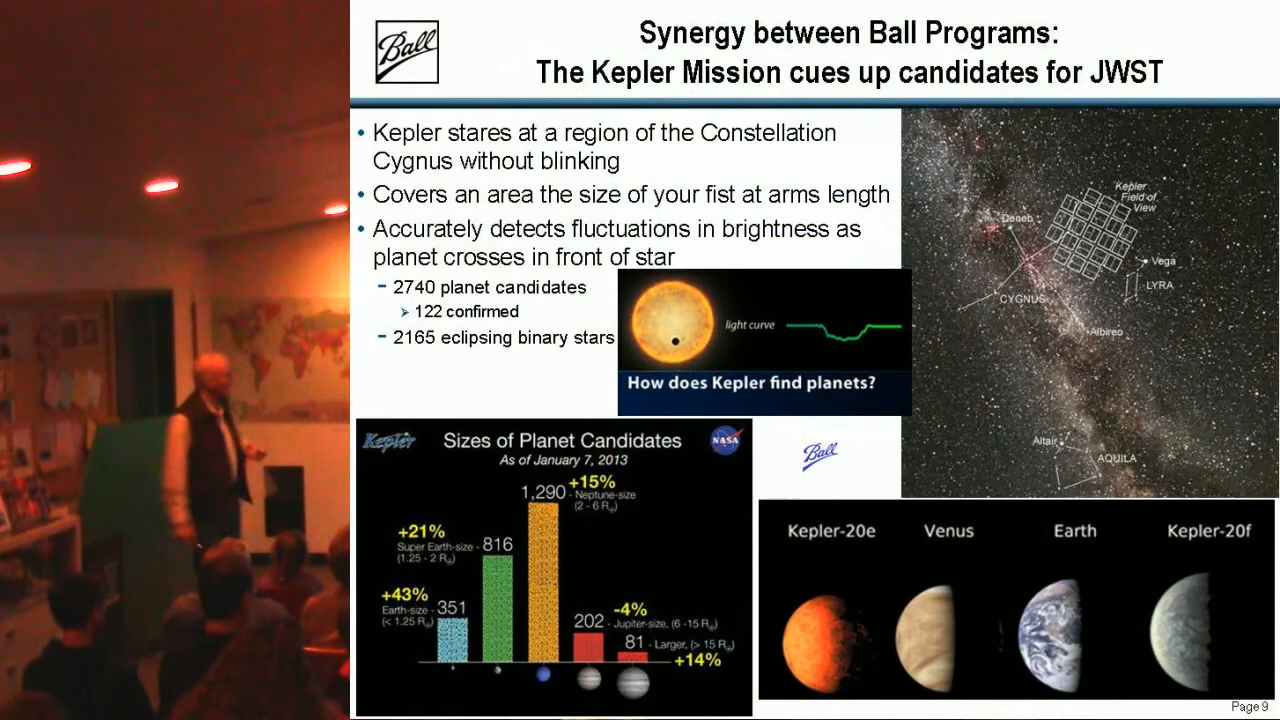 Ball
Synergy between Ball Programs:
The Kepler Mission cues up candidates for JWST
• Kepler stares at a region of the Constellation
Cygnus without blinking
• Covers an area the size of your fist at arms length
• Accurately detects fluctuations in brightness as
planet crosses in front of star
- 2740 planet candidates
➢ 122 confirmed
- 2165 eclipsing binary stars
light curve
How does Kepler find planets?
Kepler
Field of
View
Deneb
Vega
LYRA
CYGNUS
Albireo
Altair
AQUILA
Kepler
Sizes of Planet Candidates
NASA
As of January 7, 2013
+15%
1,290 - Neptune-size
(2 - 6 R⊕)
+21%
Super Earth-size - 816
(1.25 - 2 R⊕)
+43%
Earth-size - 351
(< 1.25 R⊕)
-4%
202 - Jupiter-size, (6 -15 R⊕)
81 - Larger, (> 15 R⊕)
+14%
Ball
Kepler-20e
Venus
Earth
Kepler-20f
Page 9